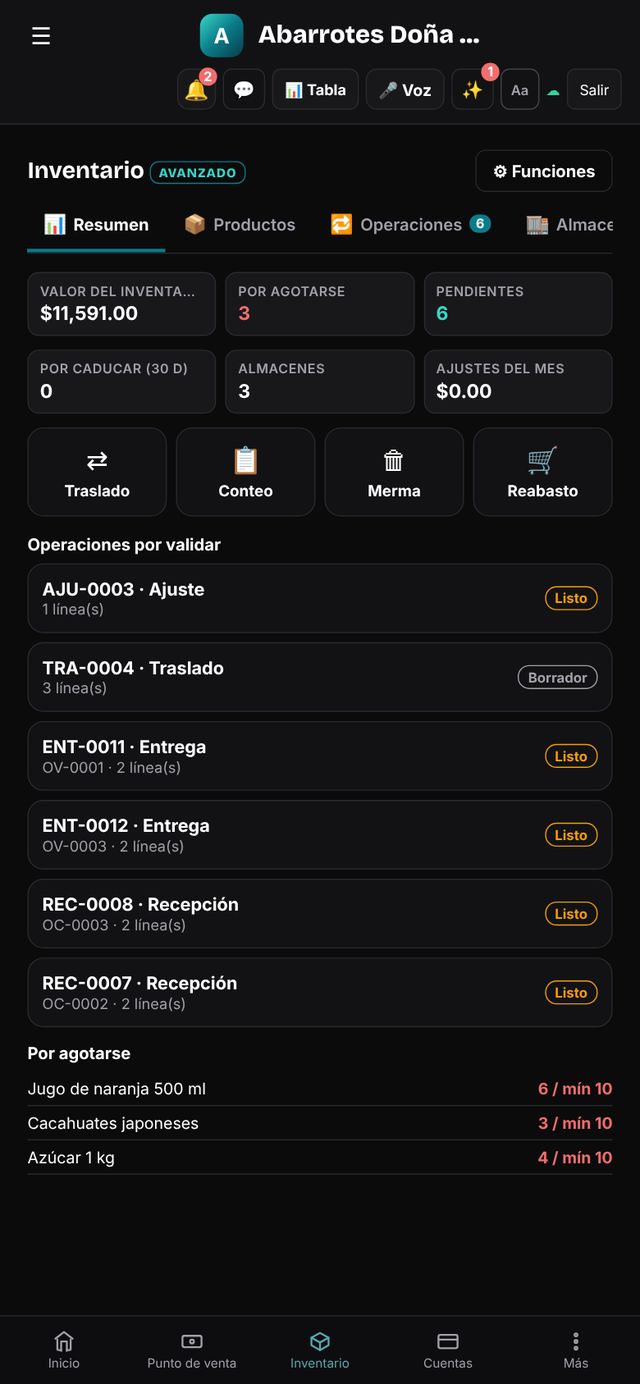 ☰ A Abarrotes Doña ...
🔔 2 💬 📊 Tabla 🎤 Voz ✨ 1 Aa ☁ Salir
Inventario AVANZADO ⚙ Funciones
📊 Resumen 📦 Productos 🔁 Operaciones 6 🏬 Almace
VALOR DEL INVENTA... POR AGOTARSE PENDIENTES
$11,591.00 3 6
POR CADUCAR (30 D) ALMACENES AJUSTES DEL MES
0 3 $0.00
⇄ 📋 🗑 🛒
Traslado Conteo Merma Reabasto
Operaciones por validar
AJU-0003 · Ajuste
1 línea(s)
Listo
TRA-0004 · Traslado
3 línea(s)
Borrador
ENT-0011 · Entrega
OV-0001 · 2 línea(s)
Listo
ENT-0012 · Entrega
OV-0003 · 2 línea(s)
Listo
REC-0008 · Recepción
OC-0003 · 2 línea(s)
Listo
REC-0007 · Recepción
OC-0002 · 2 línea(s)
Listo
Por agotarse
Jugo de naranja 500 ml 6 / mín 10
Cacahuates japoneses 3 / mín 10
Azúcar 1 kg 4 / mín 10
Inicio Punto de venta Inventario Cuentas Más